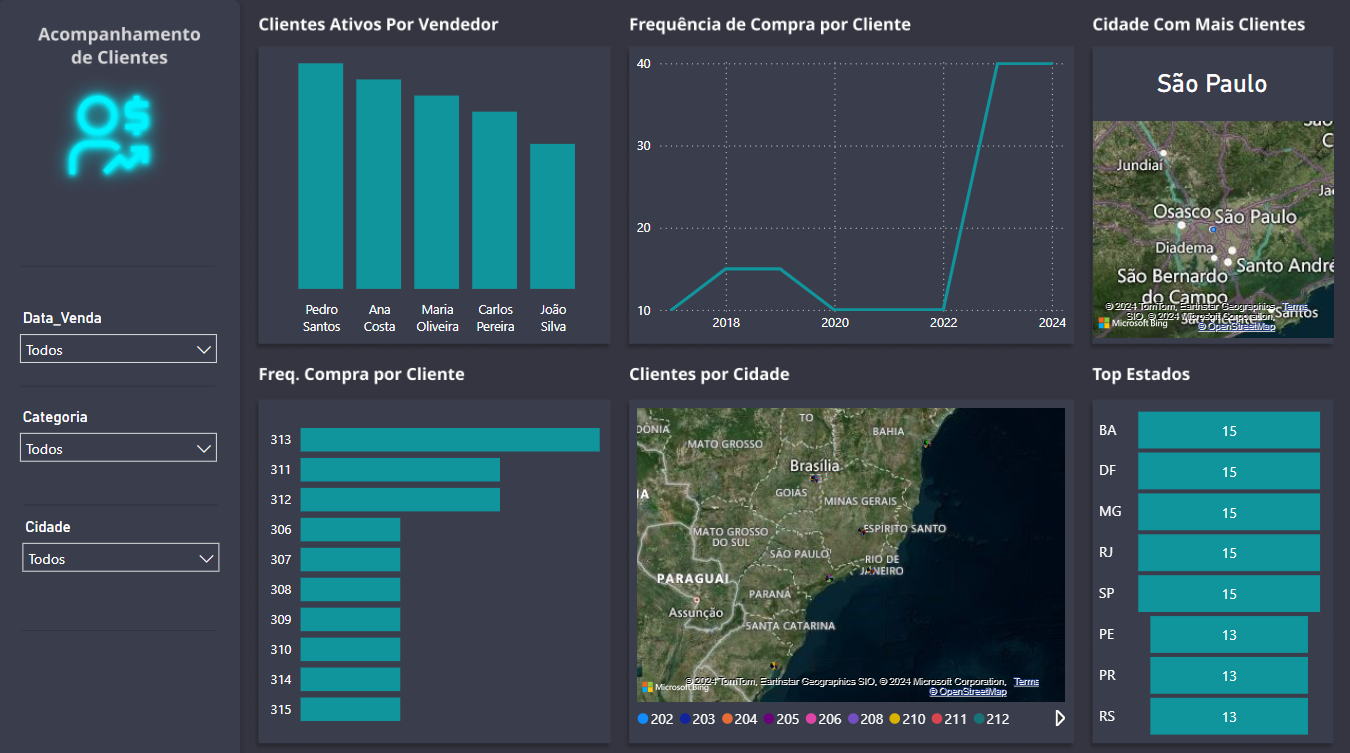 Acompanhamento
de Clientes
Data_Venda
Todos
Categoria
Todos
Cidade
Todos
Clientes Ativos Por Vendedor
Pedro
Santos
Ana
Costa
Maria
Oliveira
Carlos
Pereira
João
Silva
Frequência de Compra por Cliente
40
30
20
10
2018
2020
2022
2024
Cidade Com Mais Clientes
São Paulo
Jundiaí
Osasco
São Paulo
Diadema
Santo André
São Bernardo
do Campo
Santos
© 2024 TomTom, Earthstar Geographics
SIO, © 2024 Microsoft Corporation,
Terms
© OpenStreetMap
Microsoft Bing
Freq. Compra por Cliente
313
311
312
306
307
308
309
310
314
315
Clientes por Cidade
TO
MATO GROSSO
BAHIA
Brasília
GOIÁS
MINAS GERAIS
MATO GROSSO
DO SUL
ESPÍRITO SANTO
SÃO PAULO
RIO DE
JANEIRO
PARAGUAI
PARANÁ
Assunção
SANTA CATARINA
© 2024 TomTom, Earthstar Geographics SIO, © 2024 Microsoft Corporation,
Terms
© OpenStreetMap
Microsoft Bing
202 203 204 205 206 208 210 211 212
Top Estados
BA 15
DF 15
MG 15
RJ 15
SP 15
PE 13
PR 13
RS 13